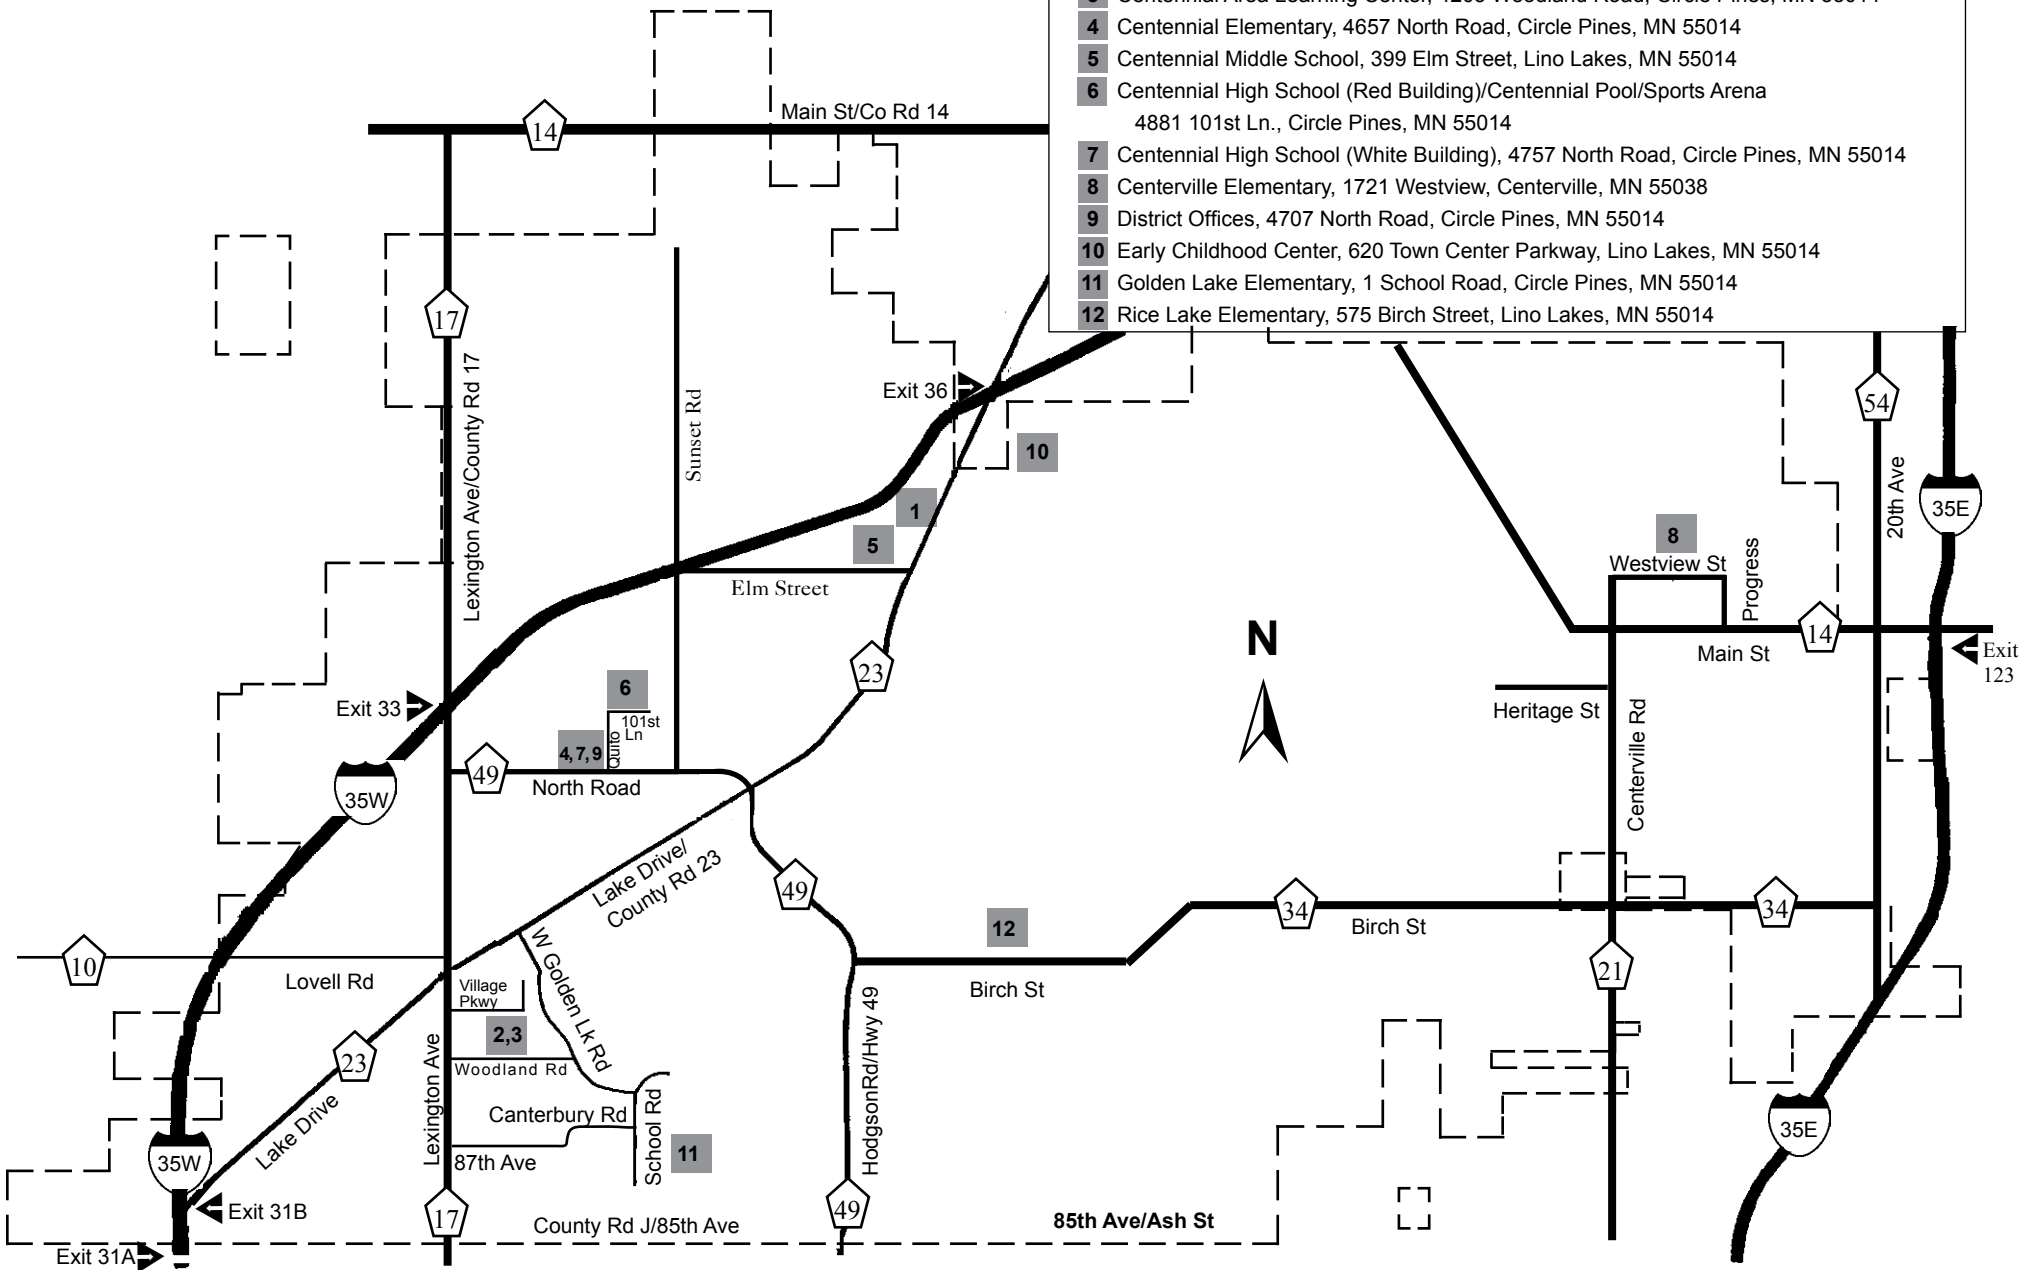 3 Centennial Area Learning Center, 4203 Woodland Road, Circle Pines, MN 55014
4 Centennial Elementary, 4657 North Road, Circle Pines, MN 55014
5 Centennial Middle School, 399 Elm Street, Lino Lakes, MN 55014
6 Centennial High School (Red Building)/Centennial Pool/Sports Arena
4881 101st Ln., Circle Pines, MN 55014
7 Centennial High School (White Building), 4757 North Road, Circle Pines, MN 55014
8 Centerville Elementary, 1721 Westview, Centerville, MN 55038
9 District Offices, 4707 North Road, Circle Pines, MN 55014
10 Early Childhood Center, 620 Town Center Parkway, Lino Lakes, MN 55014
11 Golden Lake Elementary, 1 School Road, Circle Pines, MN 55014
12 Rice Lake Elementary, 575 Birch Street, Lino Lakes, MN 55014
Main St/Co Rd 14
14
17
Lexington Ave/County Rd 17
Sunset Rd
Exit 36
10
1
5
Elm Street
54
20th Ave
35E
8
Westview St
Progress
14
Main St
Exit
123
N
23
6
101st
Ln
Quito
4,7,9
Exit 33
49
North Road
35W
Heritage St
Centerville Rd
Lake Drive/
County Rd 23
49
12
34
Birch St
34
10
Lovell Rd
W Golden Lk Rd
Village
Pkwy
2,3
Woodland Rd
Birch St
21
23
Lake Drive
Lexington Ave
Canterbury Rd
87th Ave
School Rd
11
HodgsonRd/Hwy 49
35E
35W
Exit 31B
17
49
County Rd J/85th Ave
85th Ave/Ash St
Exit 31A